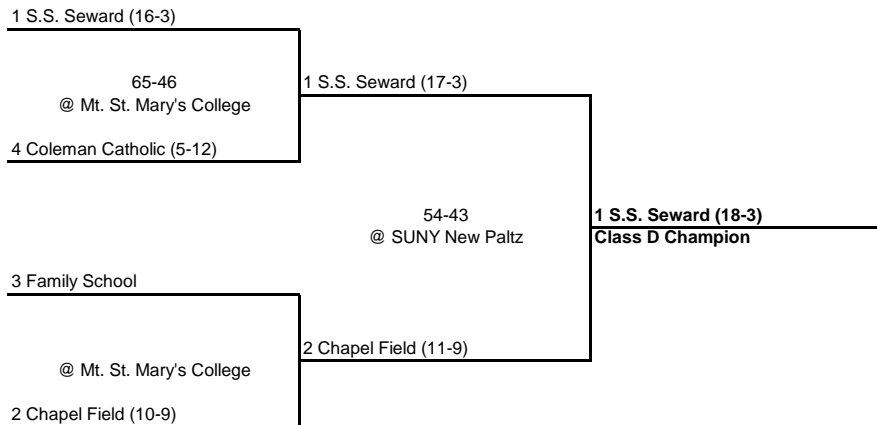 1 S.S. Seward (16-3)
65-46
@ Mt. St. Mary's College
1 S.S. Seward (17-3)
4 Coleman Catholic (5-12)
54-43
@ SUNY New Paltz
1 S.S. Seward (18-3)
Class D Champion
3 Family School
@ Mt. St. Mary's College
2 Chapel Field (11-9)
2 Chapel Field (10-9)